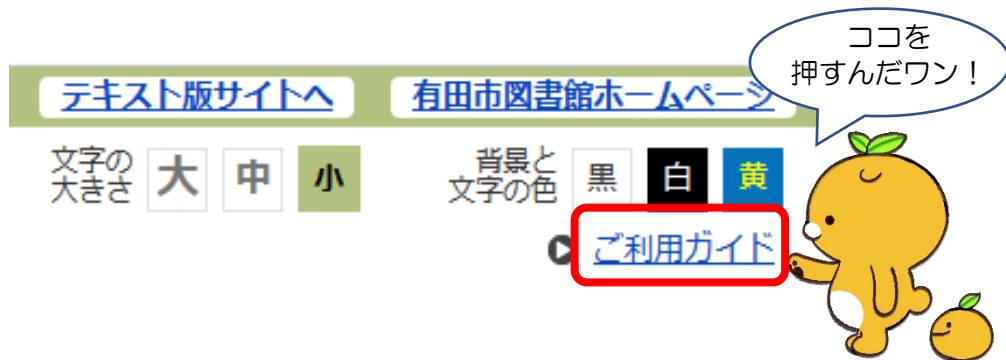 ココを
押すんだワン！
テキスト版サイトへ
有田市図書館ホームページ
文字の
大きさ
大 中 小
背景と
文字の色
黒 白 黄
ご利用ガイド